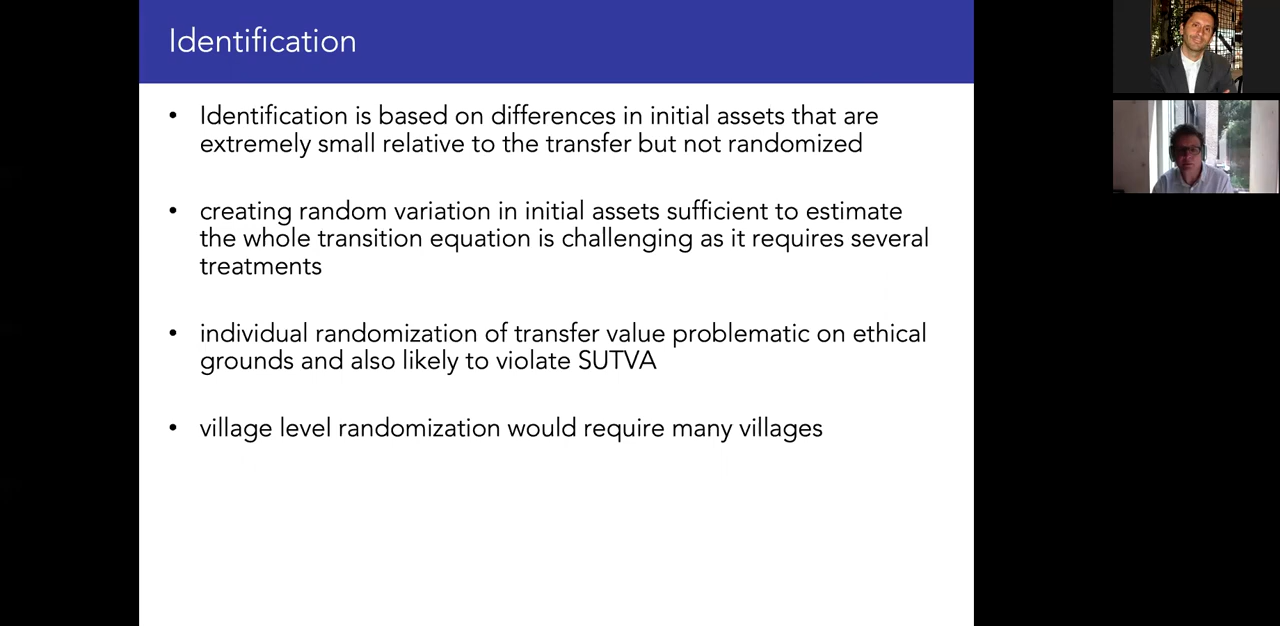 Identification
• Identification is based on differences in initial assets that are
extremely small relative to the transfer but not randomized
• creating random variation in initial assets sufficient to estimate
the whole transition equation is challenging as it requires several
treatments
• individual randomization of transfer value problematic on ethical
grounds and also likely to violate SUTVA
• village level randomization would require many villages